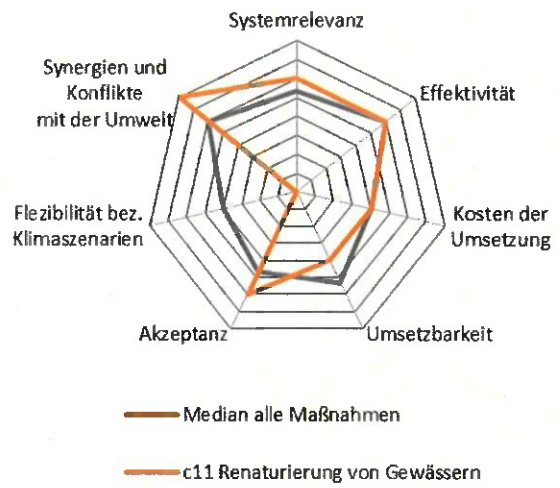 Systemrelevanz
Synergien und
Konflikte
mit der Umwelt
Effektivität
Flezibilität bez.
Klimaszenarien
Kosten der
Umsetzung
Akzeptanz
Umsetzbarkeit
Median alle Maßnahmen
c11 Renaturierung von Gewässern